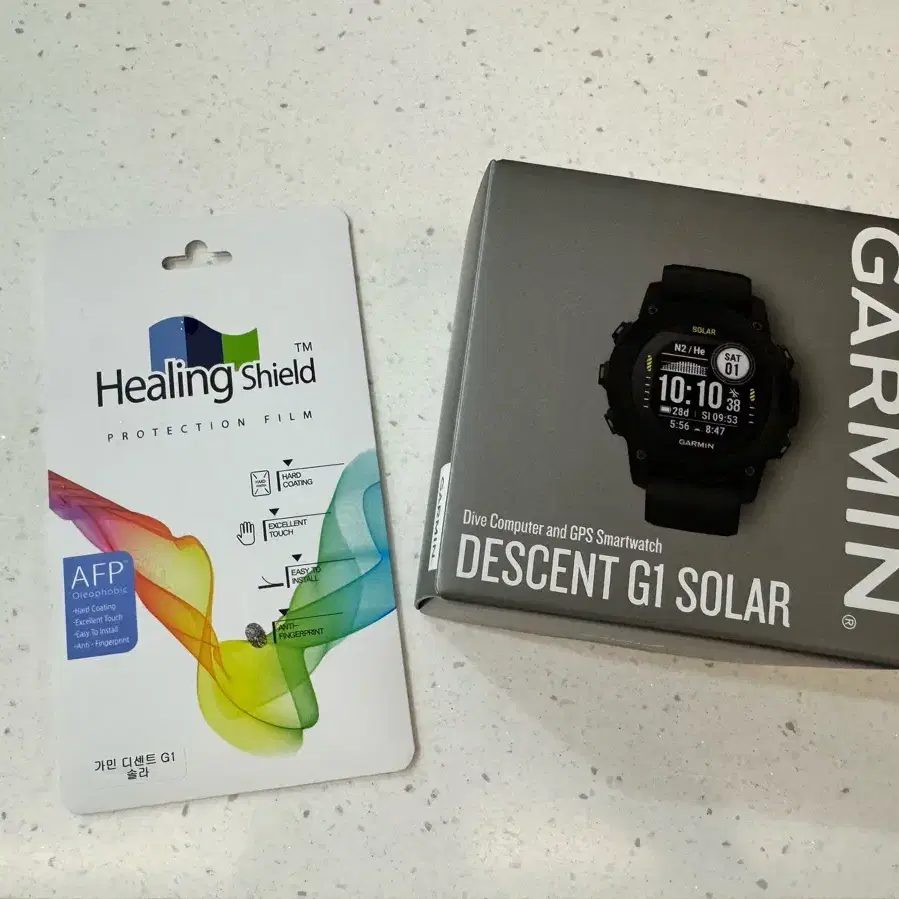 Healing Shield™
PROTECTION FILM
HARD
COATING
EXCELLENT
TOUCH
EASY TO
INSTALL
ANTI-
FINGERPRINT
AFP
Oleophobic
-Hard Coating
-Excellent Touch
-Easy To Install
-Anti - Fingerprint
가민 디센트 G1
솔라
GARMIN®
SOLAR
N2 / He
SAT
01
10:10 38
28d SI 09:53
5:56 8:47
GARMIN
Dive Computer and GPS Smartwatch
DESCENT G1 SOLAR
GARMIN